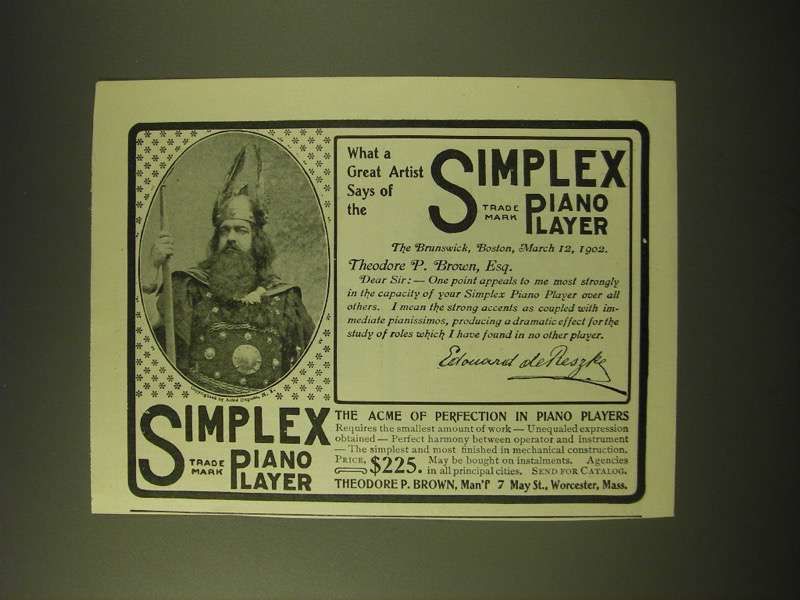 What a
Great Artist
Says of
the
SIMPLEX
TRADE MARK PIANO PLAYER
The Brunswick, Boston, March 12, 1902.
Theodore P. Brown, Esq.
Dear Sir:— One point appeals to me most strongly
in the capacity of your Simplex Piano Player over all
others. I mean the strong accents as coupled with im-
mediate pianissimos, producing a dramatic effect for the
study of roles which I have found in no other player.
Edouard de Reszke
Copyrighted by Aimé Dupont, N. Y.
SIMPLEX
TRADE MARK PIANO PLAYER
THE ACME OF PERFECTION IN PIANO PLAYERS
Requires the smallest amount of work — Unequaled expression
obtained — Perfect harmony between operator and instrument
— The simplest and most finished in mechanical construction.
PRICE, $225. May be bought on instalments. Agencies
in all principal cities. SEND FOR CATALOG.
THEODORE P. BROWN, Man'f' 7 May St., Worcester, Mass.